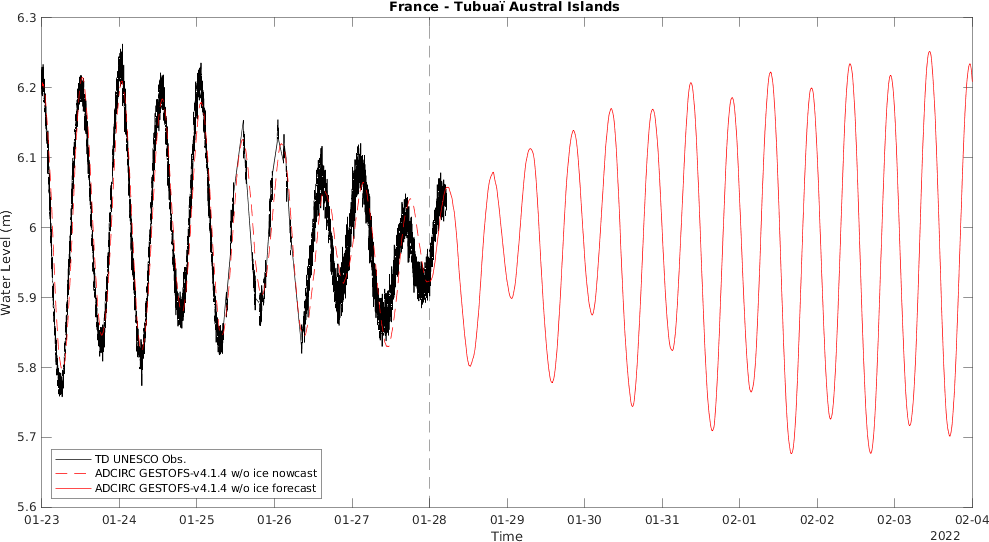 France - Tubuaï Austral Islands
6.3
6.2
6.1
6
5.9
5.8
5.7
5.6
Water Level (m)
TD UNESCO Obs.
ADCIRC GESTOFS-v4.1.4 w/o ice nowcast
ADCIRC GESTOFS-v4.1.4 w/o ice forecast
01-23 01-24 01-25 01-26 01-27 01-28 01-29 01-30 01-31 02-01 02-02 02-03 02-04
Time
2022